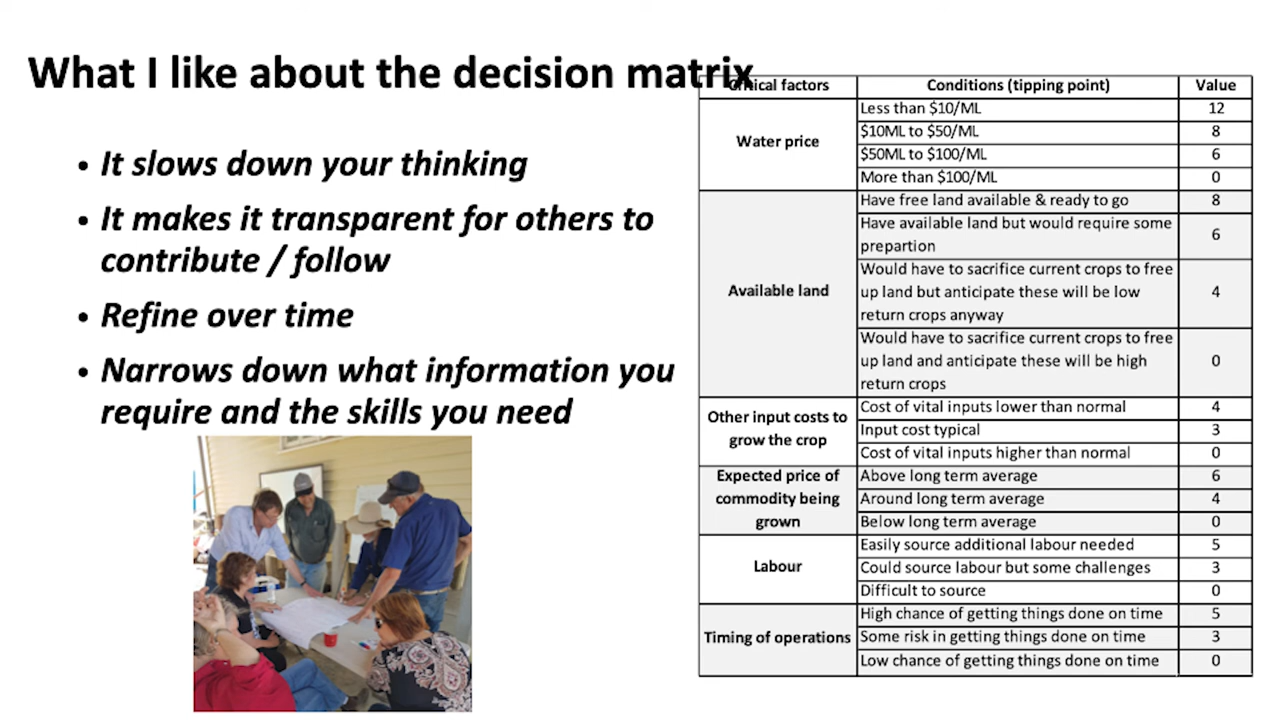 What I like about the decision matrix
• It slows down your thinking
• It makes it transparent for others to
contribute / follow
• Refine over time
• Narrows down what information you
require and the skills you need
Critical factors Conditions (tipping point) Value
Water price
Less than $10/ML 12
$10ML to $50/ML 8
$50ML to $100/ML 6
More than $100/ML 0
Available land
Have free land available & ready to go 8
Have available land but would require some
prepartion 6
Would have to sacrifice current crops to free
up land but anticipate these will be low 4
return crops anyway
Would have to sacrifice current crops to free
up land and anticipate these will be high 0
return crops
Other input costs to
grow the crop
Cost of vital inputs lower than normal 4
Input cost typical 3
Cost of vital inputs higher than normal 0
Expected price of
commodity being
grown
Above long term average 6
Around long term average 4
Below long term average 0
Labour
Easily source additional labour needed 5
Could source labour but some challenges 3
Difficult to source 0
Timing of operations
High chance of getting things done on time 5
Some risk in getting things done on time 3
Low chance of getting things done on time 0